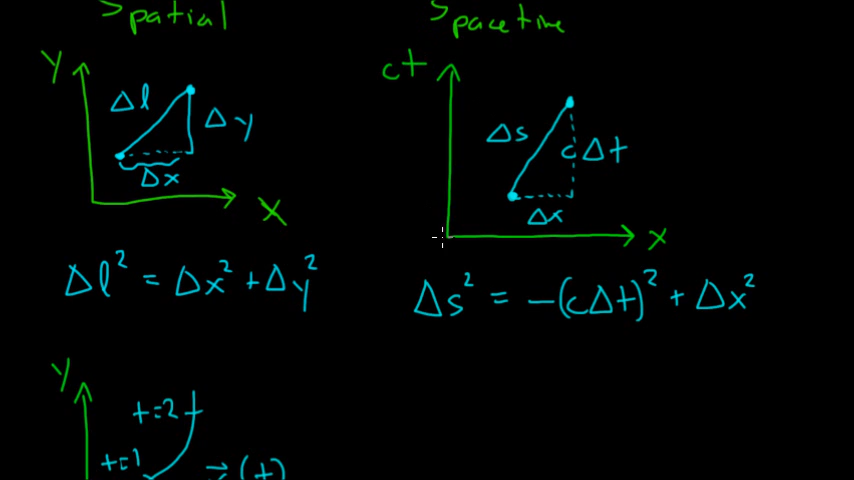 Spatial
Spacetime
y
Δl
Δy
Δx
x
ct
Δs
cΔt
Δx
x
Δl² = Δx² + Δy²
Δs² = -(cΔt)² + Δx²
y
t=2
t=1
(t)